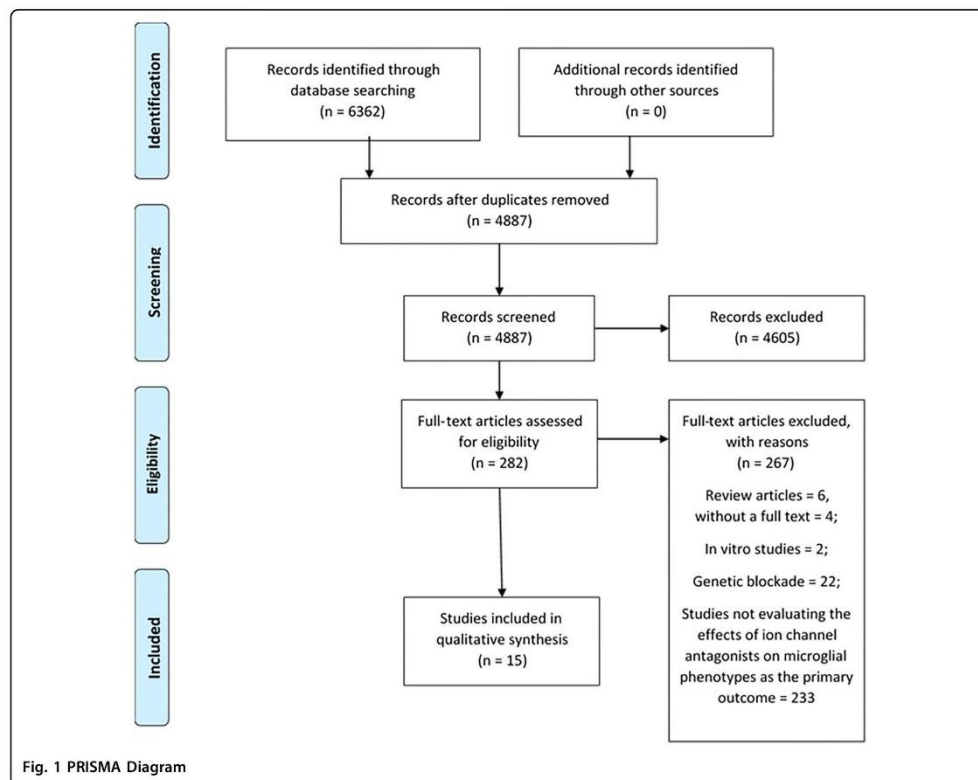 Identification
Records identified through
database searching
(n = 6362)
Additional records identified
through other sources
(n = 0)
Records after duplicates removed
(n = 4887)
Screening
Records screened
(n = 4887)
Records excluded
(n = 4605)
Eligibility
Full-text articles assessed
for eligibility
(n = 282)
Full-text articles excluded,
with reasons
(n = 267)
Review articles = 6,
without a full text = 4;
In vitro studies = 2;
Genetic blockade = 22;
Studies not evaluating the
effects of ion channel
antagonists on microglial
phenotypes as the primary
outcome = 233
Included
Studies included in
qualitative synthesis
(n = 15)
Fig. 1 PRISMA Diagram